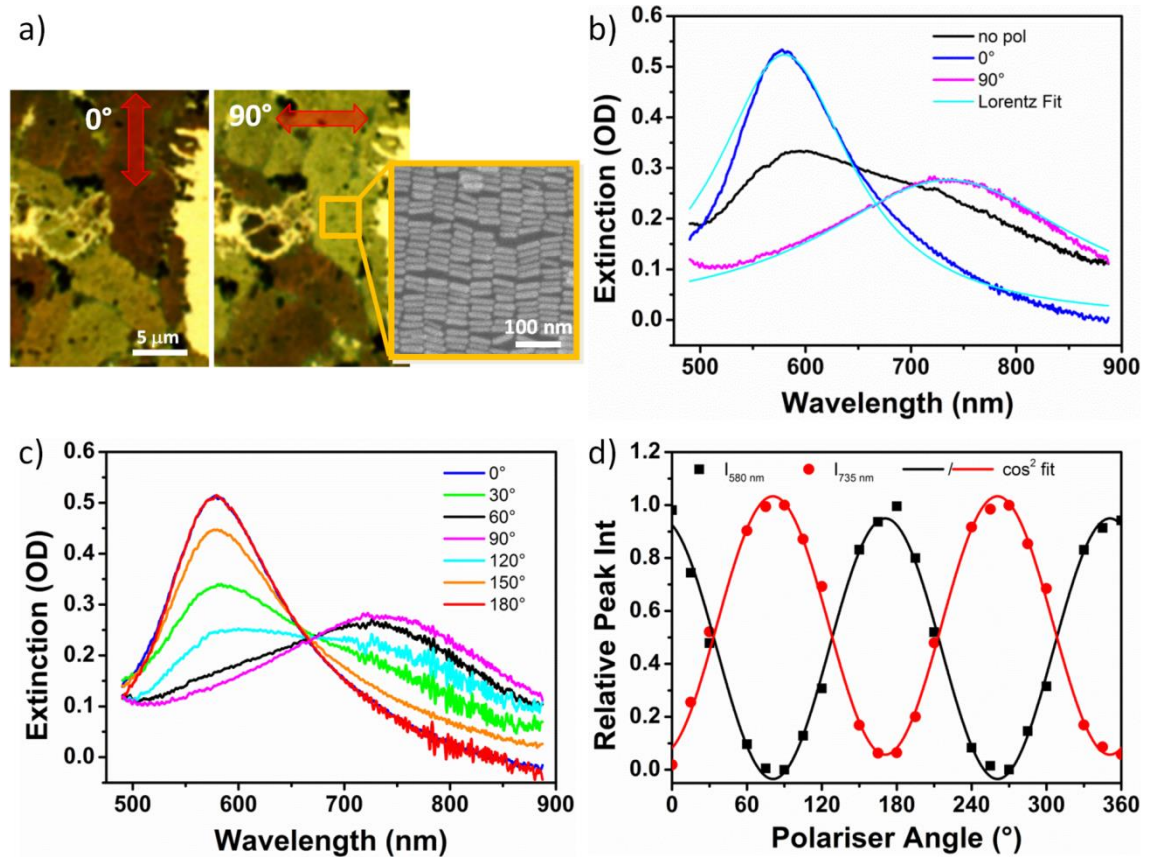 a)
0°
90°
5 μm
100 nm
b)
no pol
0°
90°
Lorentz Fit
0.6
0.5
0.4
0.3
0.2
0.1
0.0
Extinction (OD)
500 600 700 800 900
Wavelength (nm)
c)
0°
30°
60°
90°
120°
150°
180°
0.6
0.5
0.4
0.3
0.2
0.1
0.0
Extinction (OD)
500 600 700 800 900
Wavelength (nm)
d)
I580 nm I735 nm / cos² fit
1.2
1.0
0.8
0.6
0.4
0.2
0.0
Relative Peak Int
0 60 120 180 240 300 360
Polariser Angle (°)